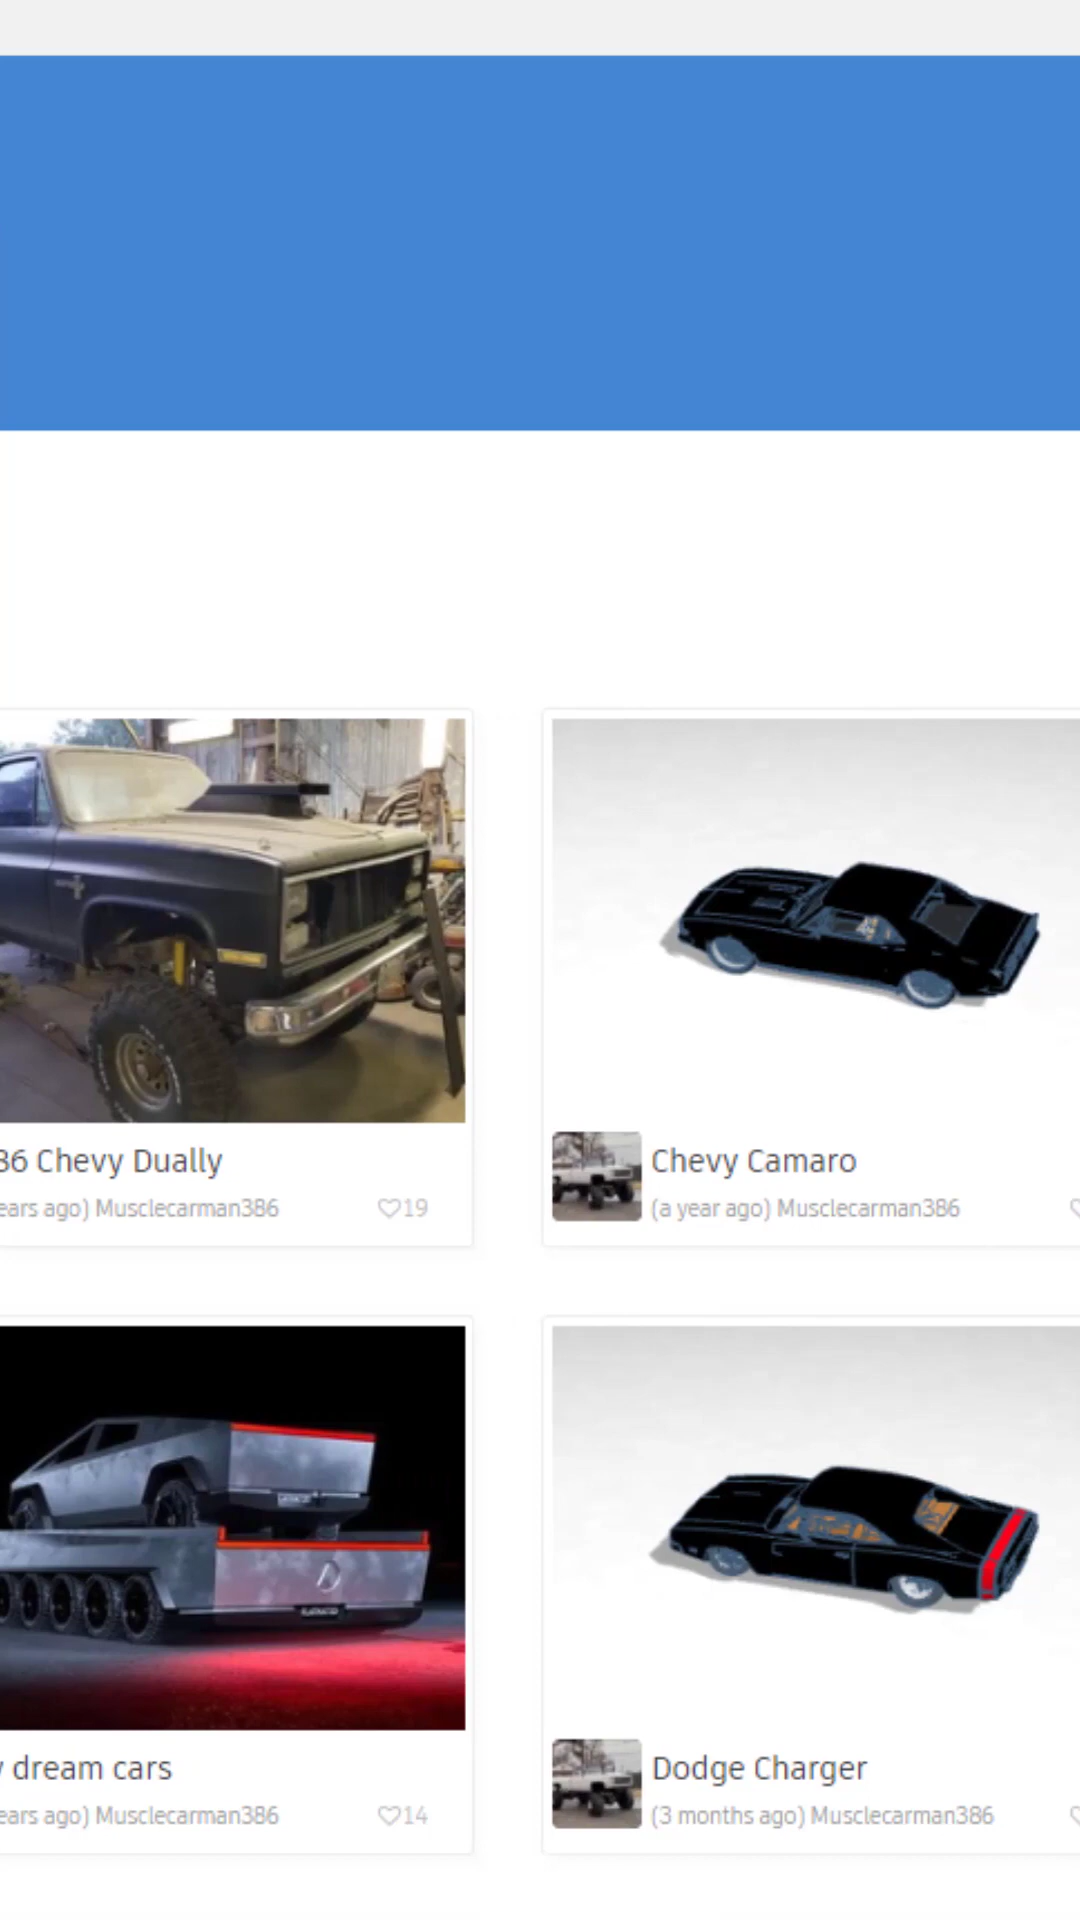 86 Chevy Dually
ears ago) Musclecarman386 19
Chevy Camaro
(a year ago) Musclecarman386
dream cars
ears ago) Musclecarman386 14
Dodge Charger
(3 months ago) Musclecarman386